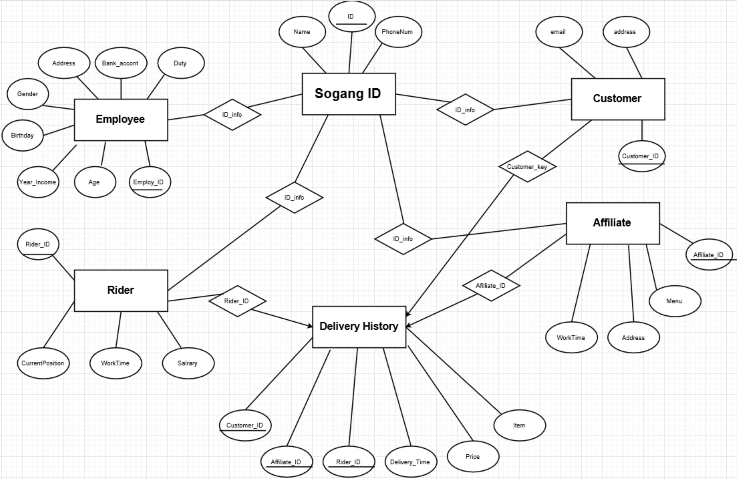 ID
Name
PhoneNum
email
address
Address
Bank_accont
Duty
Gender
Employee
Sogang ID
Customer
ID_info
ID_info
Birthday
Customer_ID
Customer_key
Year_Income
Age
Employ_ID
ID_info
Affiliate
ID_info
Rider_ID
Affiliate_ID
Rider
Rider_ID
Afiliate_ID
Menu
Delivery History
WorkTime
Address
CurrentPosition
WorkTime
Salrary
Customer_ID
Item
Affiliate_ID
Rider_ID
Delivery_Time
Price